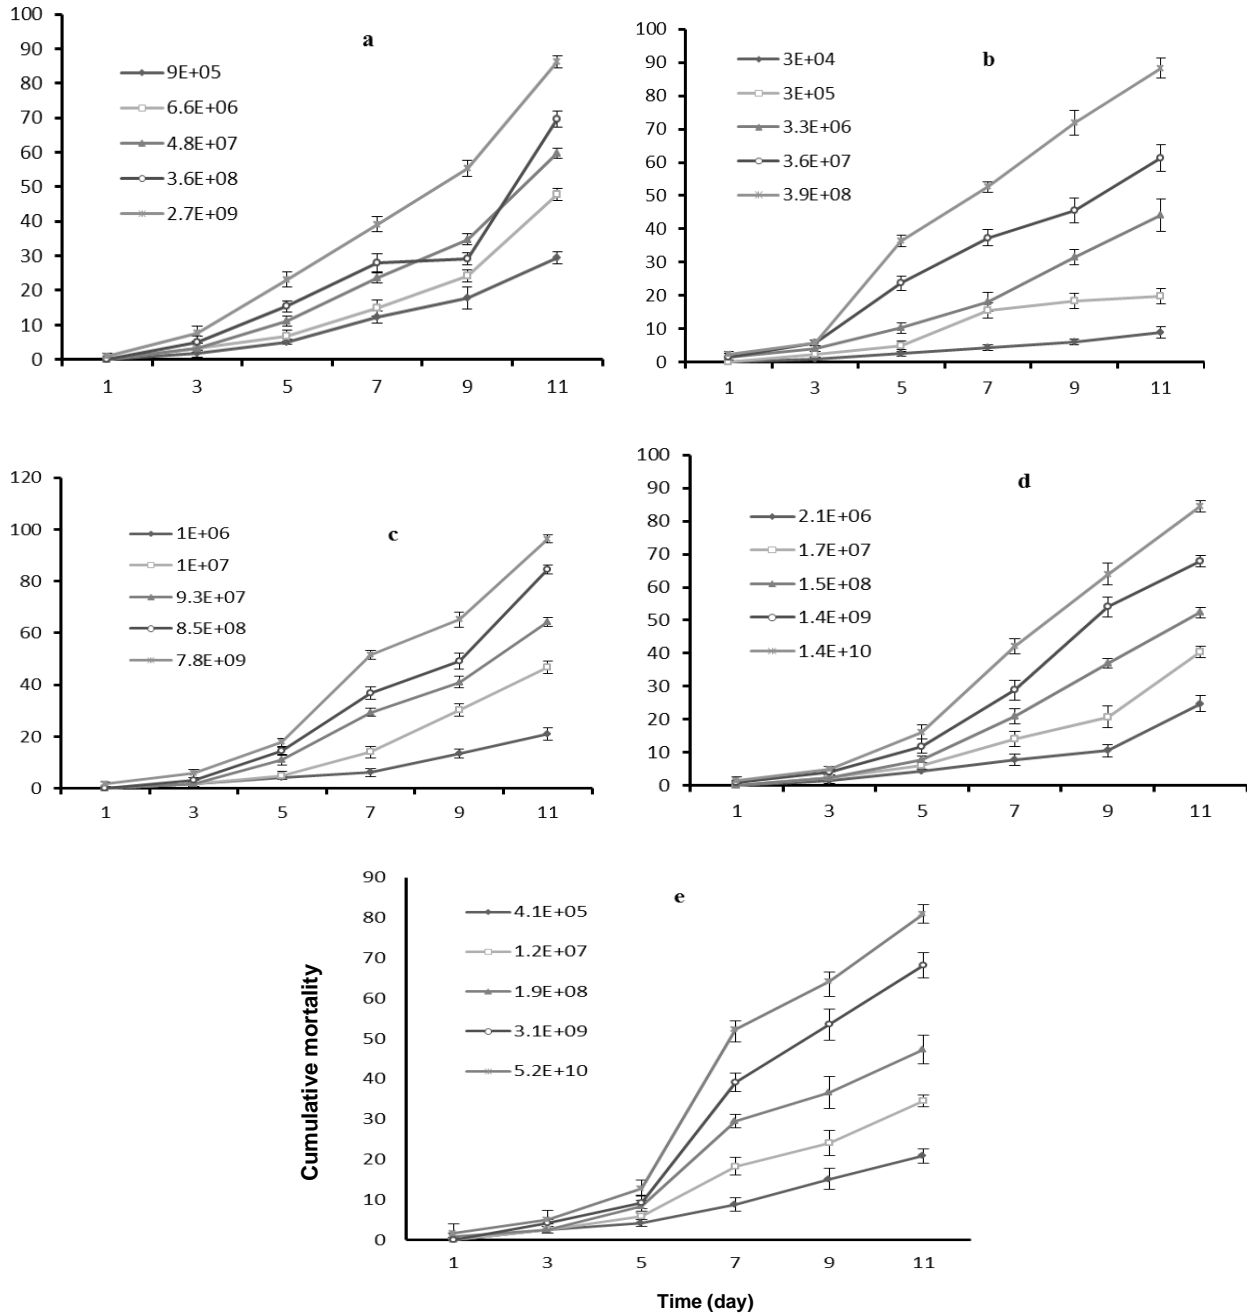 a
100
90
80
70
60
50
40
30
20
10
0
9E+05
6.6E+06
4.8E+07
3.6E+08
2.7E+09
1 3 5 7 9 11
b
100
90
80
70
60
50
40
30
20
10
0
3E+04
3E+05
3.3E+06
3.6E+07
3.9E+08
1 3 5 7 9 11
c
120
100
80
60
40
20
0
1E+06
1E+07
9.3E+07
8.5E+08
7.8E+09
1 3 5 7 9 11
d
100
90
80
70
60
50
40
30
20
10
0
2.1E+06
1.7E+07
1.5E+08
1.4E+09
1.4E+10
1 3 5 7 9 11
e
Cumulative mortality
90
80
70
60
50
40
30
20
10
0
4.1E+05
1.2E+07
1.9E+08
3.1E+09
5.2E+10
1 3 5 7 9 11
Time (day)